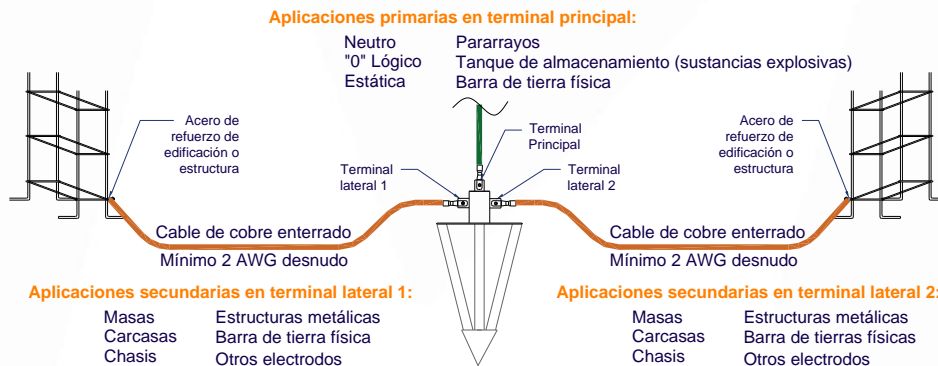 Aplicaciones primarias en terminal principal:
Neutro Pararrayos
"0" Lógico Tanque de almacenamiento (sustancias explosivas)
Estática Barra de tierra física
Acero de
refuerzo de
edificación o
estructura
Terminal
Principal
Acero de
refuerzo de
edificación o
estructura
Terminal
lateral 1
Terminal
lateral 2
Cable de cobre enterrado
Mínimo 2 AWG desnudo
Cable de cobre enterrado
Mínimo 2 AWG desnudo
Aplicaciones secundarias en terminal lateral 1:
Masas Estructuras metálicas
Carcasas Barra de tierra física
Chasis Otros electrodos
Aplicaciones secundarias en terminal lateral 2:
Masas Estructuras metálicas
Carcasas Barra de tierras físicas
Chasis Otros electrodos